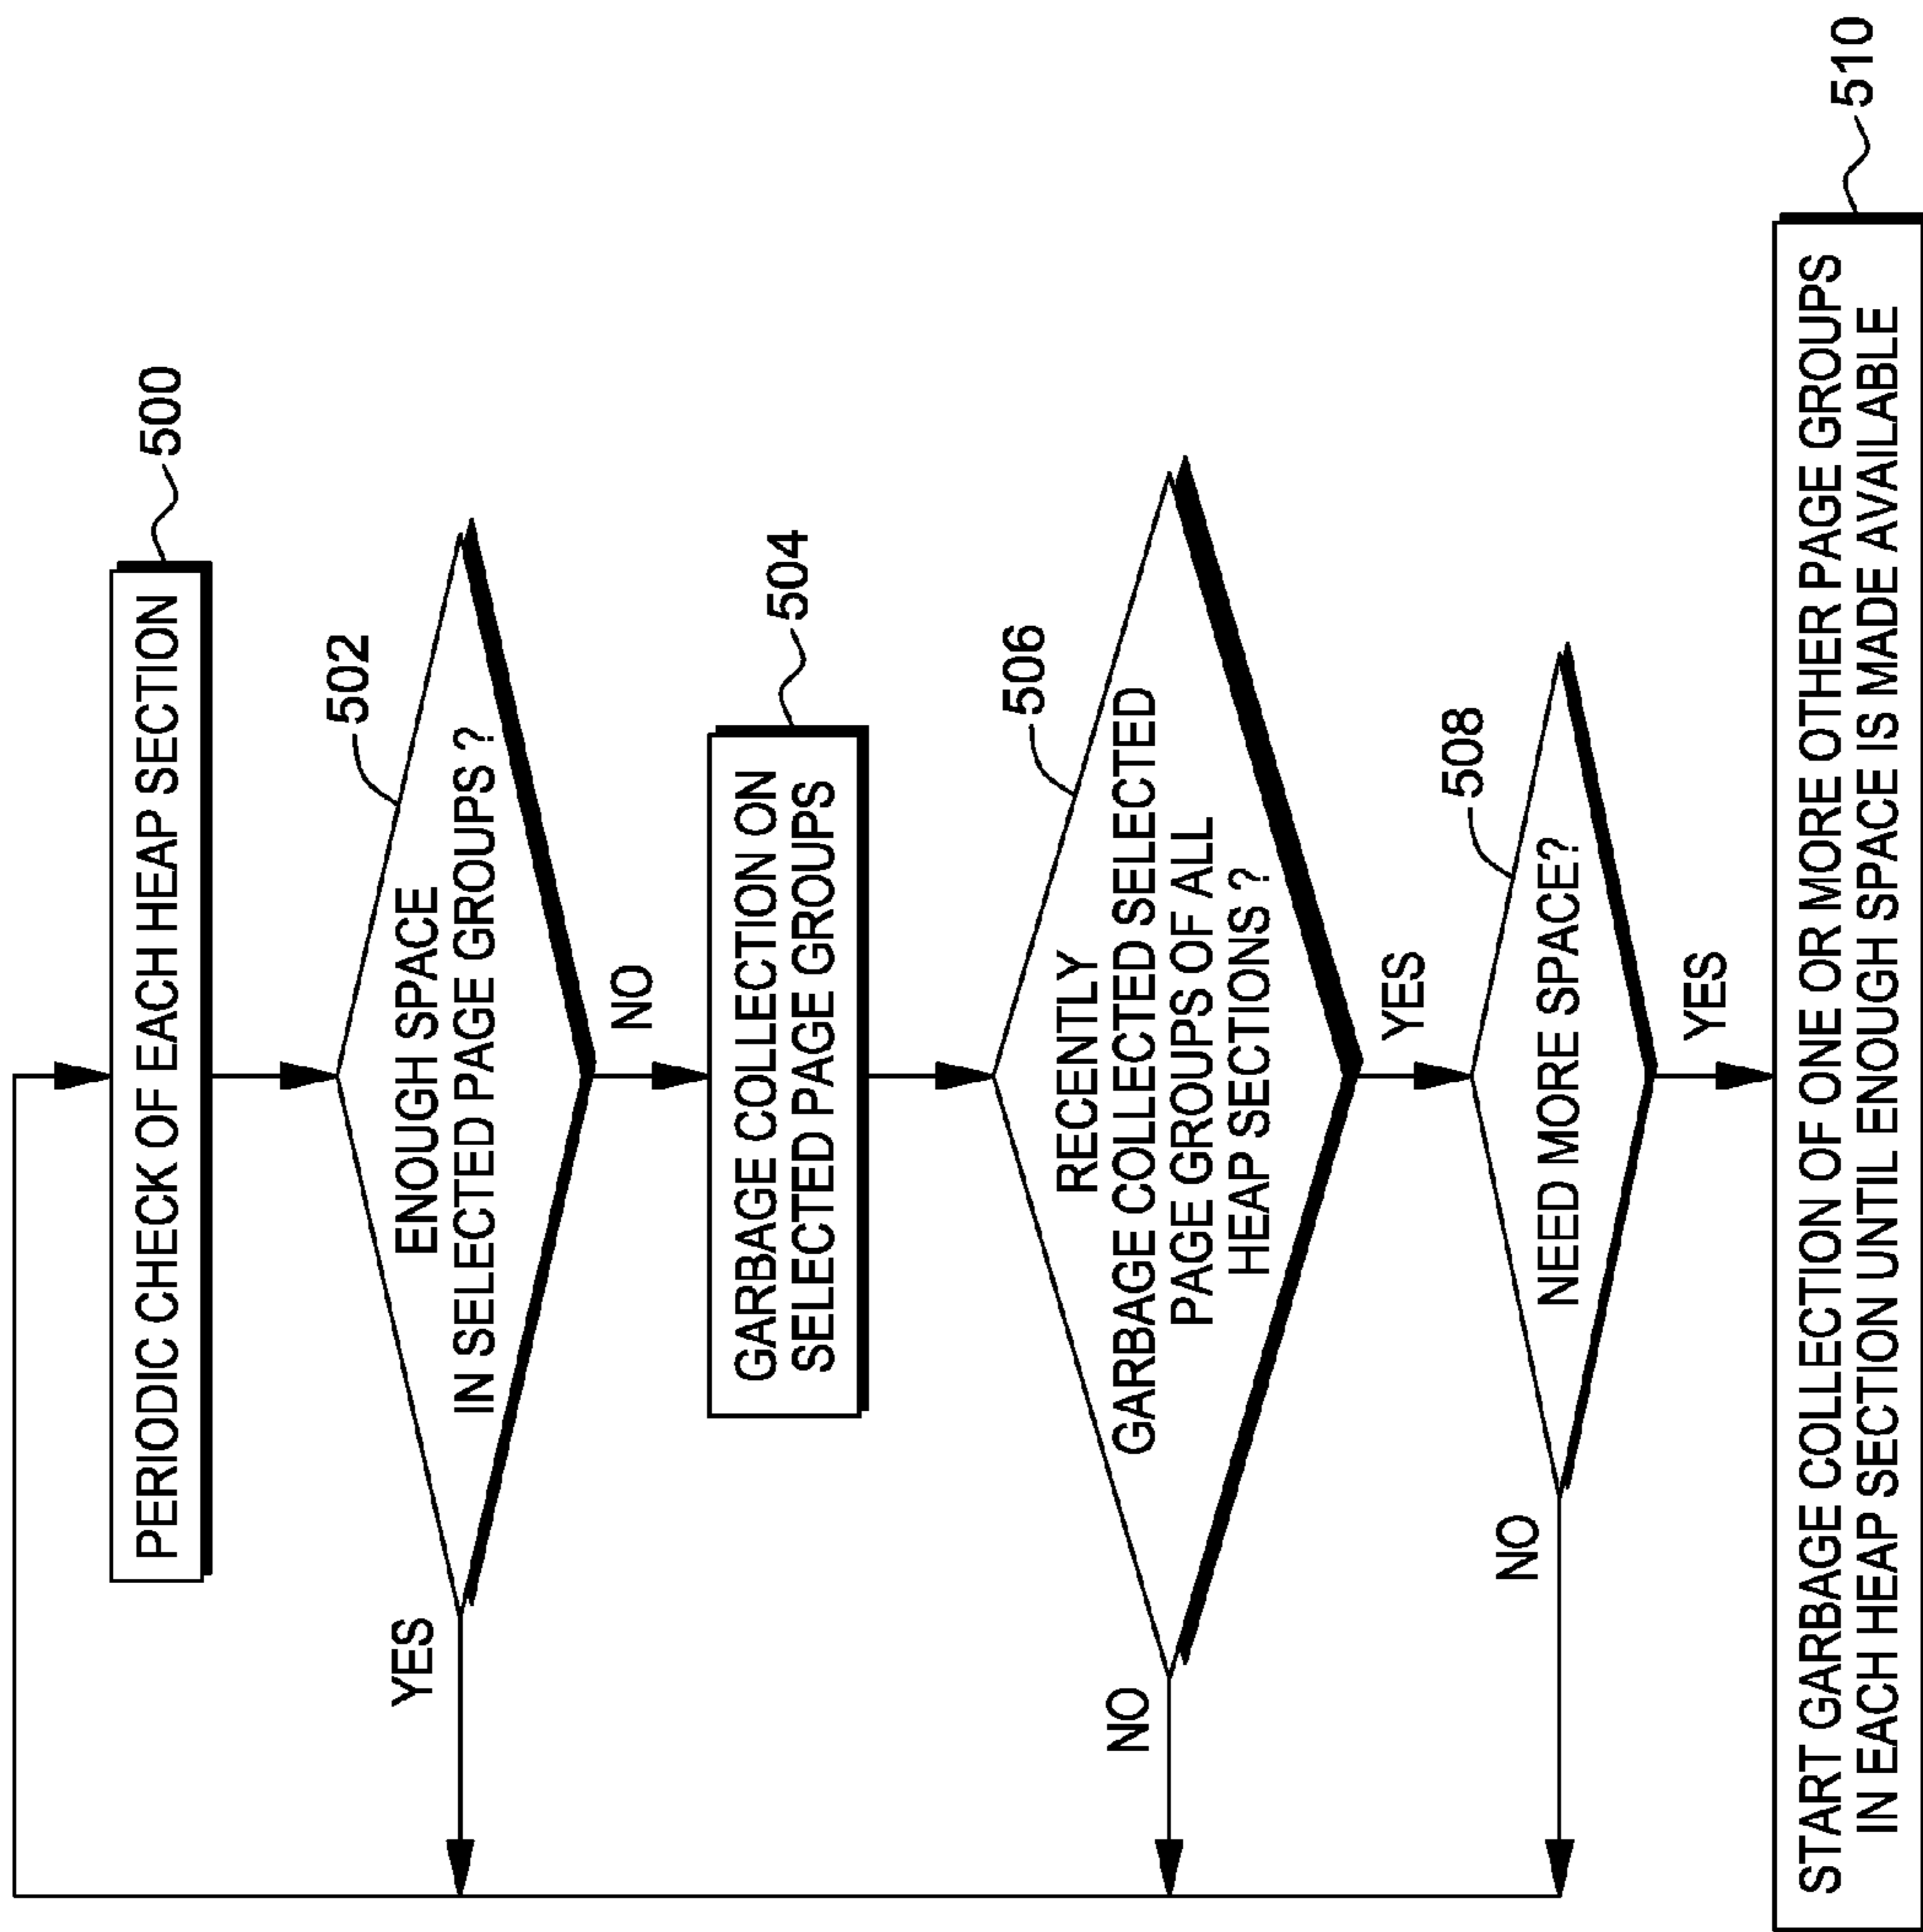 PERIODIC CHECK OF EACH HEAP SECTION
500
ENOUGH SPACE
IN SELECTED PAGE GROUPS ?
502
YES
NO
GARBAGE COLLECTION ON
SELECTED PAGE GROUPS
504
RECENTLY
GARBAGE COLLECTED SELECTED
PAGE GROUPS OF ALL
HEAP SECTIONS ?
506
NO
YES
NEED MORE SPACE?
508
NO
YES
START GARBAGE COLLECTION OF ONE OR MORE OTHER PAGE GROUPS
IN EACH HEAP SECTION UNTIL ENOUGH SPACE IS MADE AVAILABLE
510